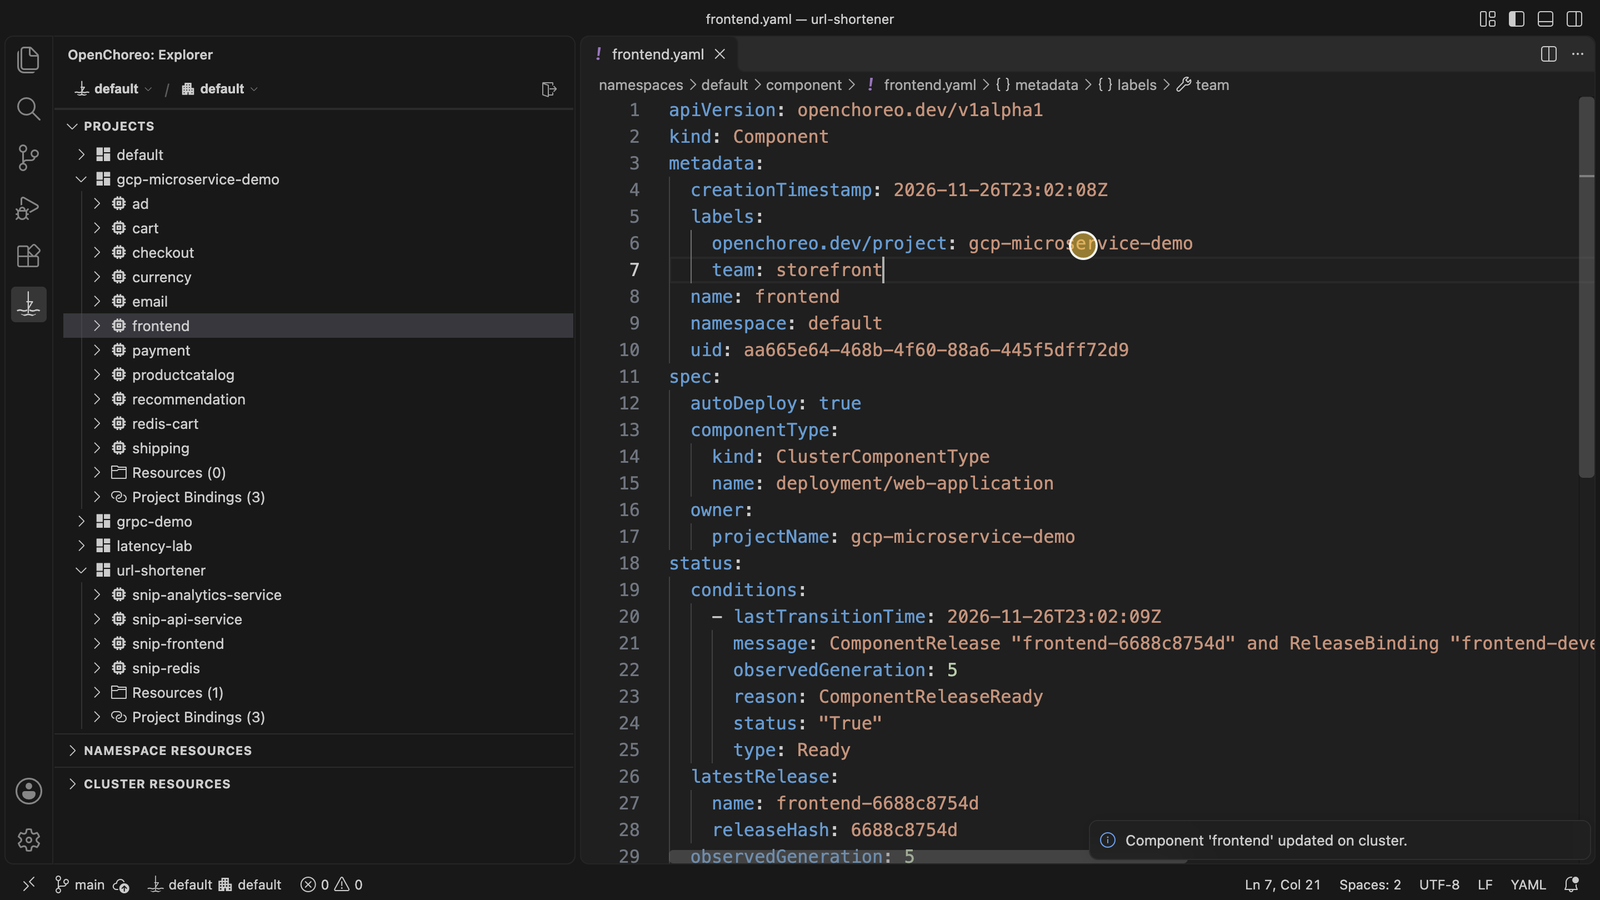 frontend.yaml — url-shortener
OpenChoreo: Explorer
default / default
PROJECTS
default
gcp-microservice-demo
ad
cart
checkout
currency
email
frontend
payment
productcatalog
recommendation
redis-cart
shipping
Resources (0)
Project Bindings (3)
grpc-demo
latency-lab
url-shortener
snip-analytics-service
snip-api-service
snip-frontend
snip-redis
Resources (1)
Project Bindings (3)
NAMESPACE RESOURCES
CLUSTER RESOURCES
! frontend.yaml
namespaces > default > component > ! frontend.yaml > { } metadata > { } labels > team
1 apiVersion: openchoreo.dev/v1alpha1
2 kind: Component
3 metadata:
4 creationTimestamp: 2026-11-26T23:02:08Z
5 labels:
6 openchoreo.dev/project: gcp-microservice-demo
7 team: storefront
8 name: frontend
9 namespace: default
10 uid: aa665e64-468b-4f60-88a6-445f5dff72d9
11 spec:
12 autoDeploy: true
13 componentType:
14 kind: ClusterComponentType
15 name: deployment/web-application
16 owner:
17 projectName: gcp-microservice-demo
18 status:
19 conditions:
20 - lastTransitionTime: 2026-11-26T23:02:09Z
21 message: ComponentRelease "frontend-6688c8754d" and ReleaseBinding "frontend-deve
22 observedGeneration: 5
23 reason: ComponentReleaseReady
24 status: "True"
25 type: Ready
26 latestRelease:
27 name: frontend-6688c8754d
28 releaseHash: 6688c8754d
29 observedGeneration: 5
Component 'frontend' updated on cluster.
main default default 0 0
Ln 7, Col 21 Spaces: 2 UTF-8 LF YAML